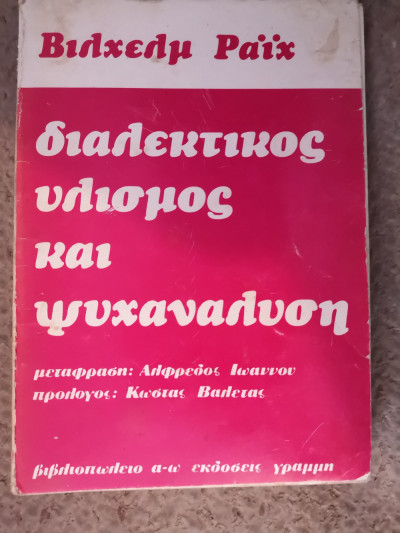 Βιλχελμ Ραϊχ
διαλεκτικος
υλισμος
και
ψυχαναλυση
μεταφραση: Αλφρεδος Ιωαννου
προλογος: Κωστας Βαλετας
βιβλιοπωλειο α-ω εκδοσεις γραμμη